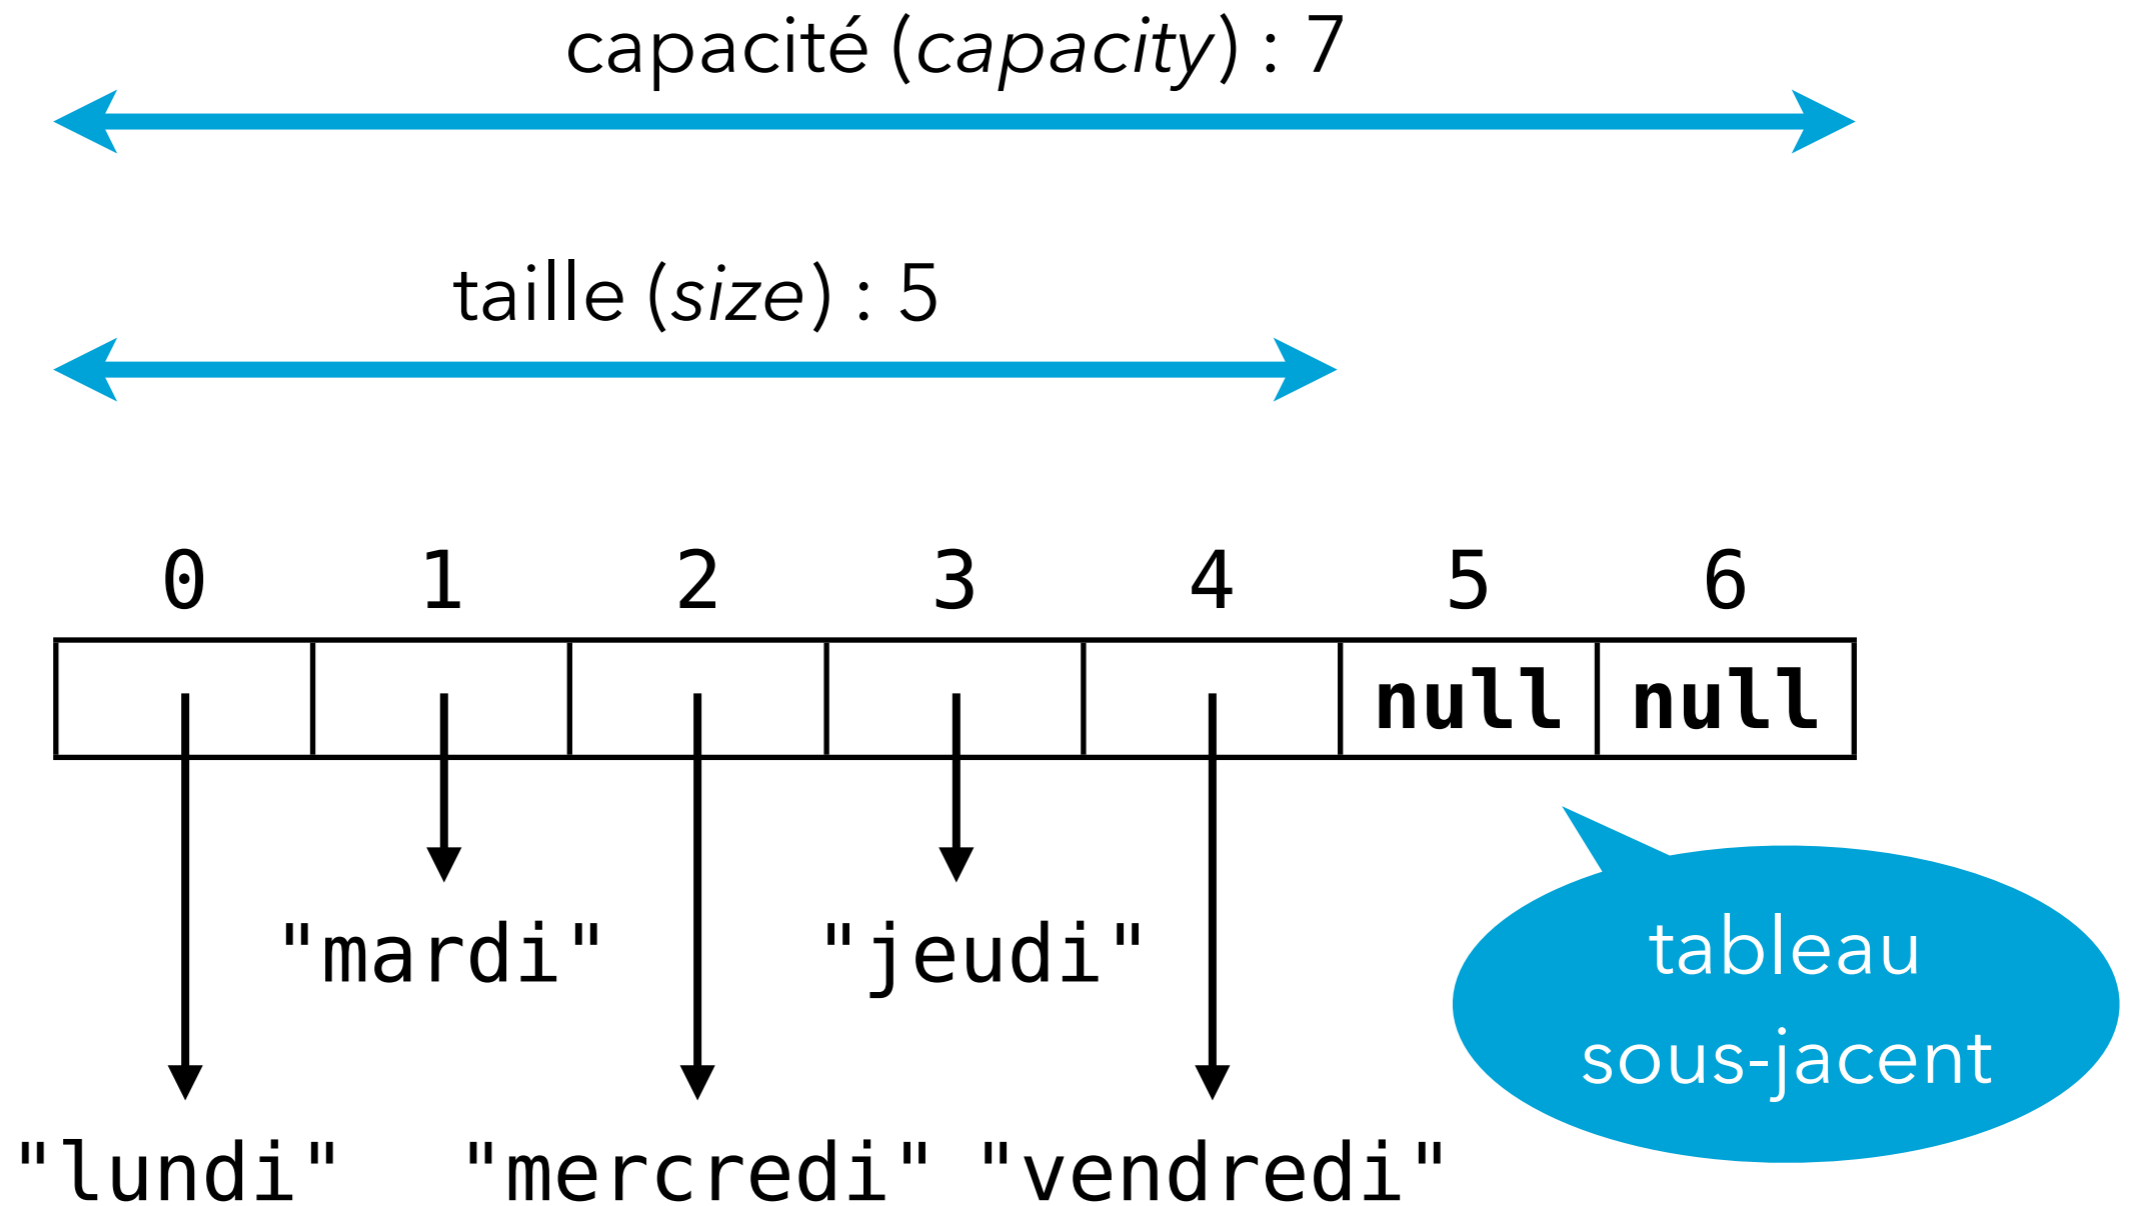 capacité (capacity) : 7
taille (size) : 5
0 1 2 3 4 5 6
null null
"mardi" "jeudi"
"lundi" "mercredi" "vendredi"
tableau
sous-jacent